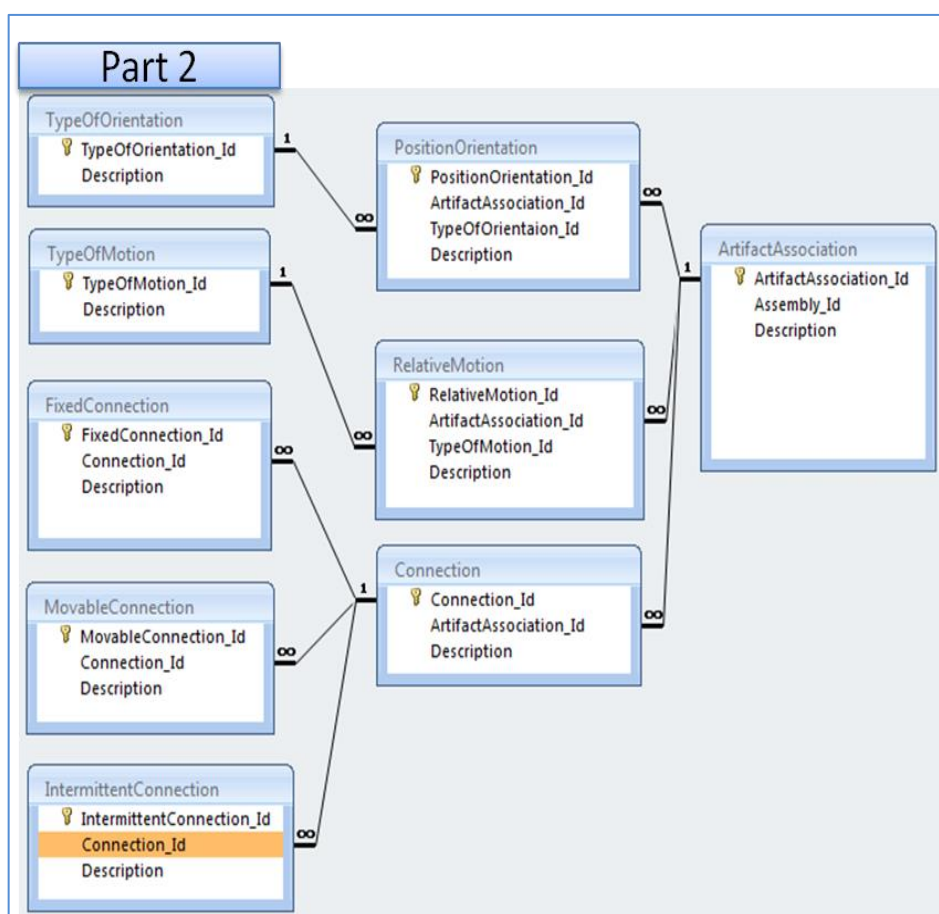 Part 2
TypeOfOrientation
TypeOfOrientation_Id
Description
TypeOfMotion
TypeOfMotion_Id
Description
FixedConnection
FixedConnection_Id
Connection_Id
Description
MovableConnection
MovableConnection_Id
Connection_Id
Description
IntermittentConnection
IntermittentConnection_Id
Connection_Id
Description
1
∞
1
∞
∞
∞
∞
1
PositionOrientation
PositionOrientation_Id
ArtifactAssociation_Id
TypeOfOrientaion_Id
Description
RelativeMotion
RelativeMotion_Id
ArtifactAssociation_Id
TypeOfMotion_Id
Description
Connection
Connection_Id
ArtifactAssociation_Id
Description
∞
∞
∞
1
ArtifactAssociation
ArtifactAssociation_Id
Assembly_Id
Description